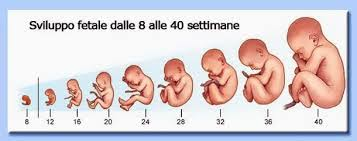 Sviluppo fetale dalle 8 alle 40 settimane
8 12 16 20 24 28 32 36 40